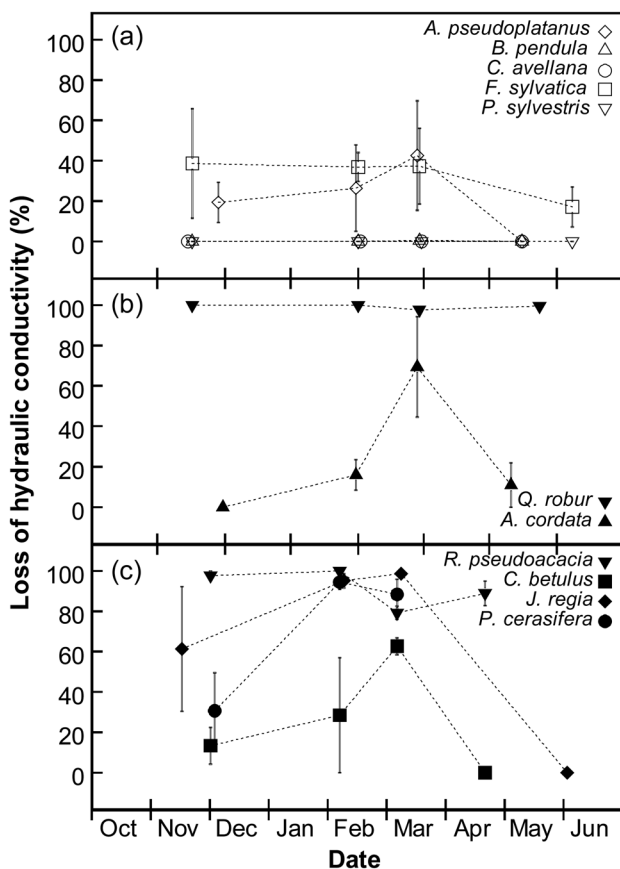 Loss of hydraulic conductivity (%)
(a)
100
80
60
40
20
0
A. pseudoplatanus
B. pendula
C. avellana
F. sylvatica
P. sylvestris
(b)
100
80
60
40
20
0
Q. robur
A. cordata
(c)
100
80
60
40
20
0
R. pseudoacacia
C. betulus
J. regia
P. cerasifera
Oct Nov Dec Jan Feb Mar Apr May Jun
Date